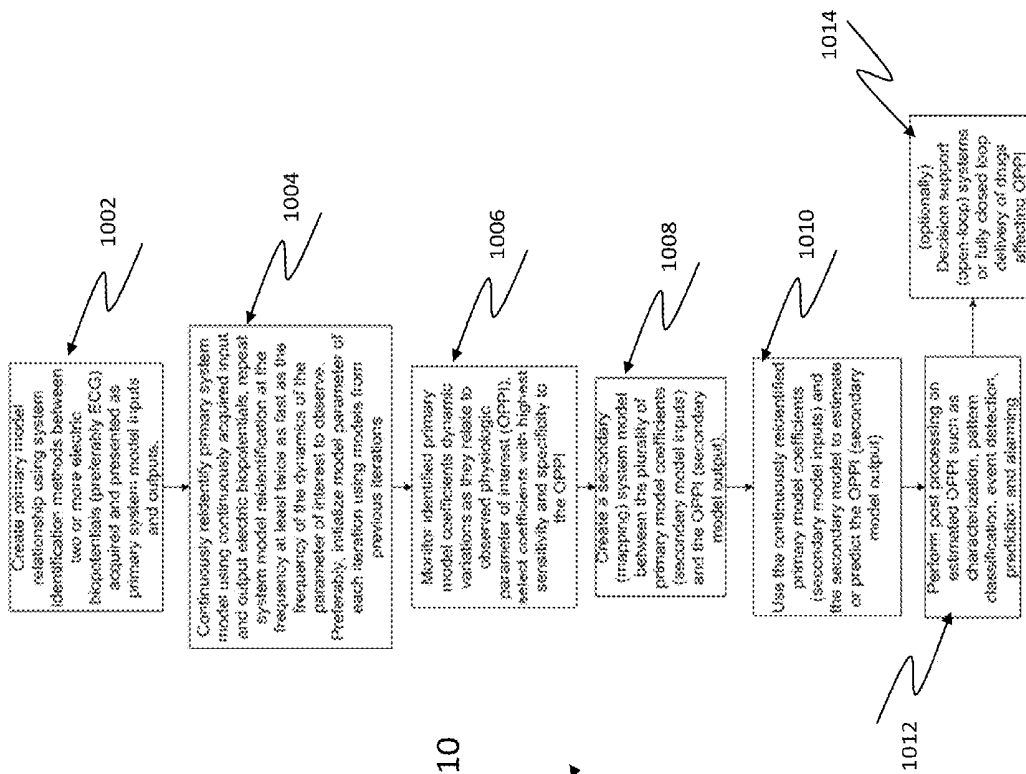 10
Create primary model
relationship using system
identification methods between
two or more electric
biopotentials (preferably ECG)
acquired and presented as
primary system model inputs
and outputs.
1002
Continuously reidentify primary system
model using continuously acquired input
and output electric biopotentials, repeat
system model reidentification at the
frequency at least twice as fast as the
frequency of the dynamics of the
parameter of interest to observe.
Preferably, initialize model parameter of
each iteration using models from
previous iterations
1004
Monitor identified primary
model coefficients dynamic
variations as they relate to
observed physiologic
parameter of interest (OPPI),
select coefficients with highest
sensitivity and specificity to
the OPPI
1006
Create a secondary
(mapping) system model
between the plurality of
primary model coefficients
(secondary model inputs)
and the OPPI (secondary
model output).
1008
Use the continuously reidentified
primary model coefficients
(secondary model inputs) and
the secondary model to estimate
or predict the OPPI (secondary
model output)
1010
Perform post processing on
estimated OPPI such as
characterization, pattern
classification, event detection,
prediction and alarming
1012
(optionally)
Decision support
(open-loop) systems
or fully closed loop
delivery of drugs
affecting OPPI
1014